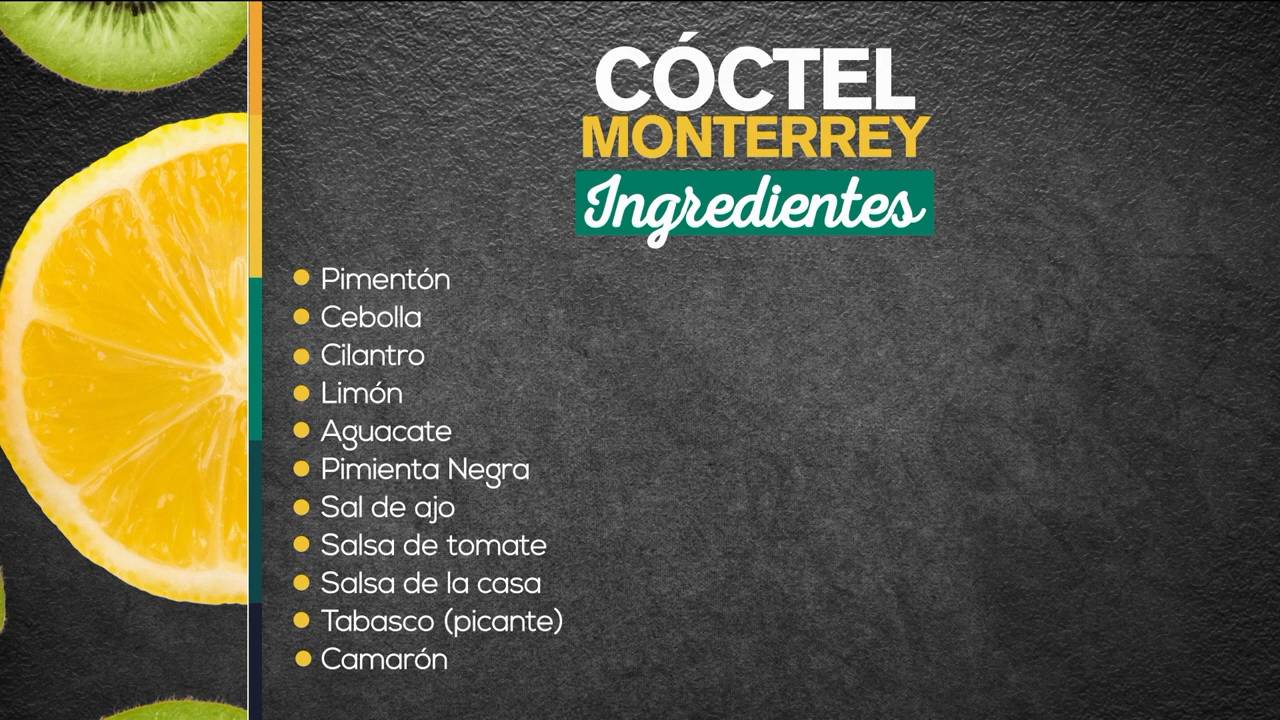 CÓCTEL
MONTERREY
Ingredientes
Pimentón
Cebolla
Cilantro
Limón
Aguacate
Pimienta Negra
Sal de ajo
Salsa de tomate
Salsa de la casa
Tabasco (picante)
Camarón